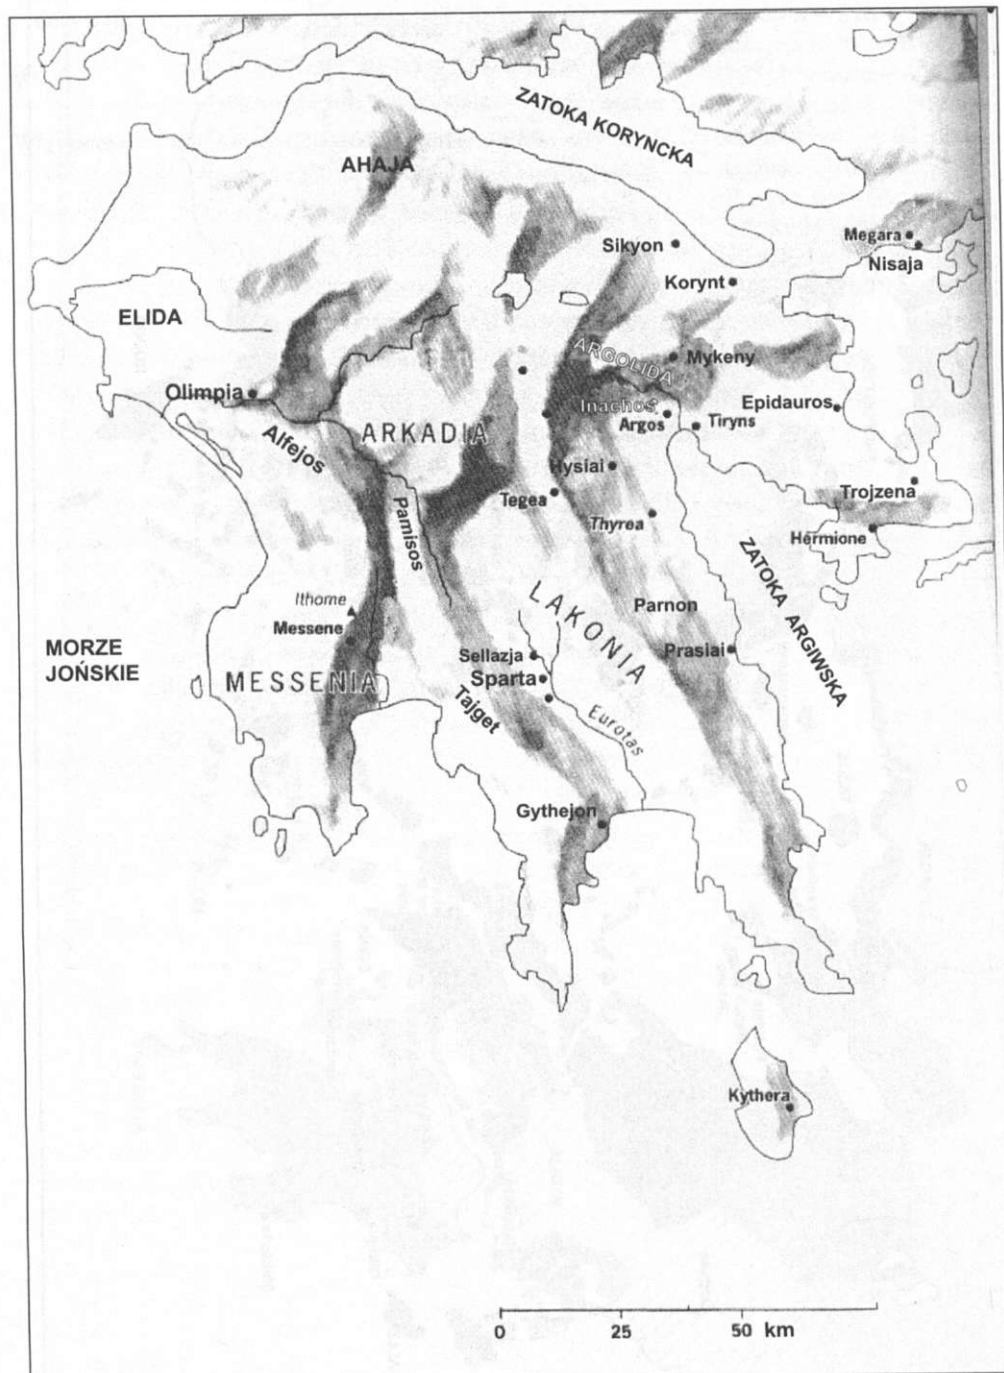 ZATOKA KORYNCKA
AHAJA
Megara
Nisaja
Sikyon
Korynt
ELIDA
ARGOLIDA
Mykeny
Olimpia
Inachos
Argos
Tiryns
Epidauros
ARKADIA
Alfejos
Hysiai
Tegea
Trojzena
Pamisos
Thyrea
Hermione
ZATOKA ARGIWSKA
Ithome
LAKONIA
Parnon
Messene
MORZE
JOŃSKIE
Prasiai
Sellazja
Sparta
MESSENIA
Tajget
Eurotas
Gythejon
Kythera
0 25 50 km